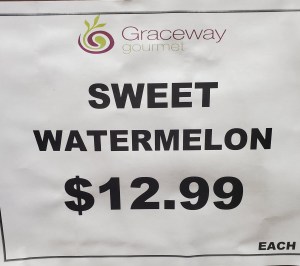 Graceway
gourmet
SWEET
WATERMELON
$12.99
EACH